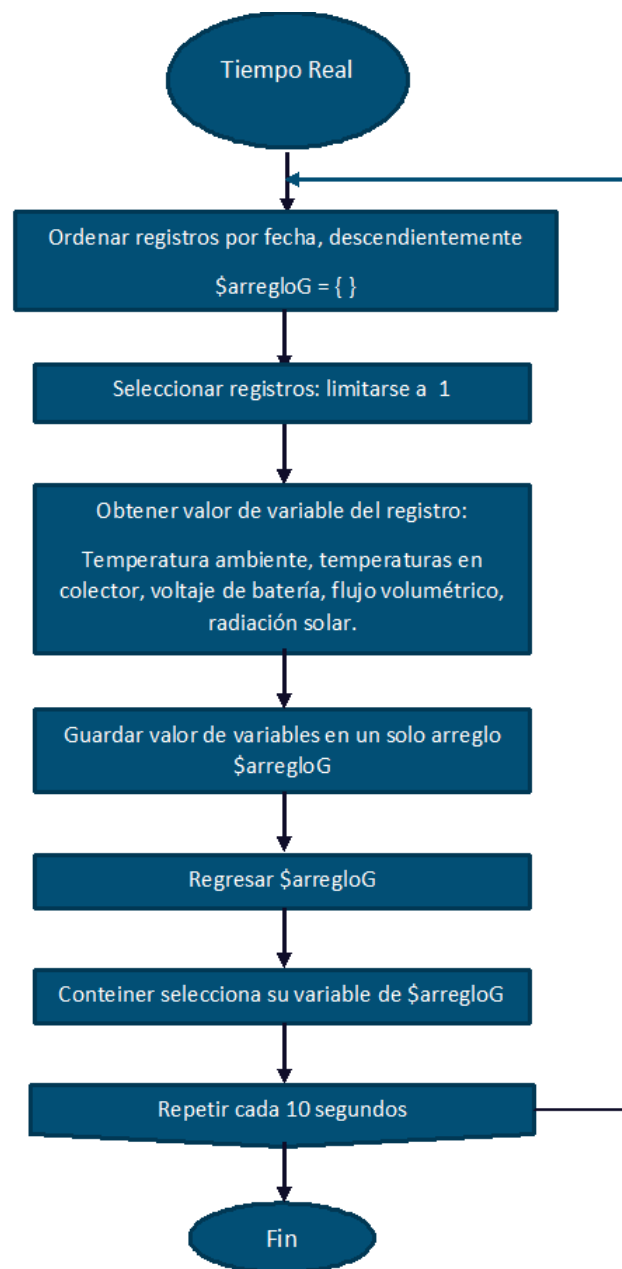 Tiempo Real
Ordenar registros por fecha, descendientemente
$arregloG = { }
Seleccionar registros: limitarse a 1
Obtener valor de variable del registro:
Temperatura ambiente, temperaturas en
colector, voltaje de batería, flujo volumétrico,
radiación solar.
Guardar valor de variables en un solo arreglo
$arregloG
Regresar $arregloG
Conteiner selecciona su variable de $arregloG
Repetir cada 10 segundos
Fin